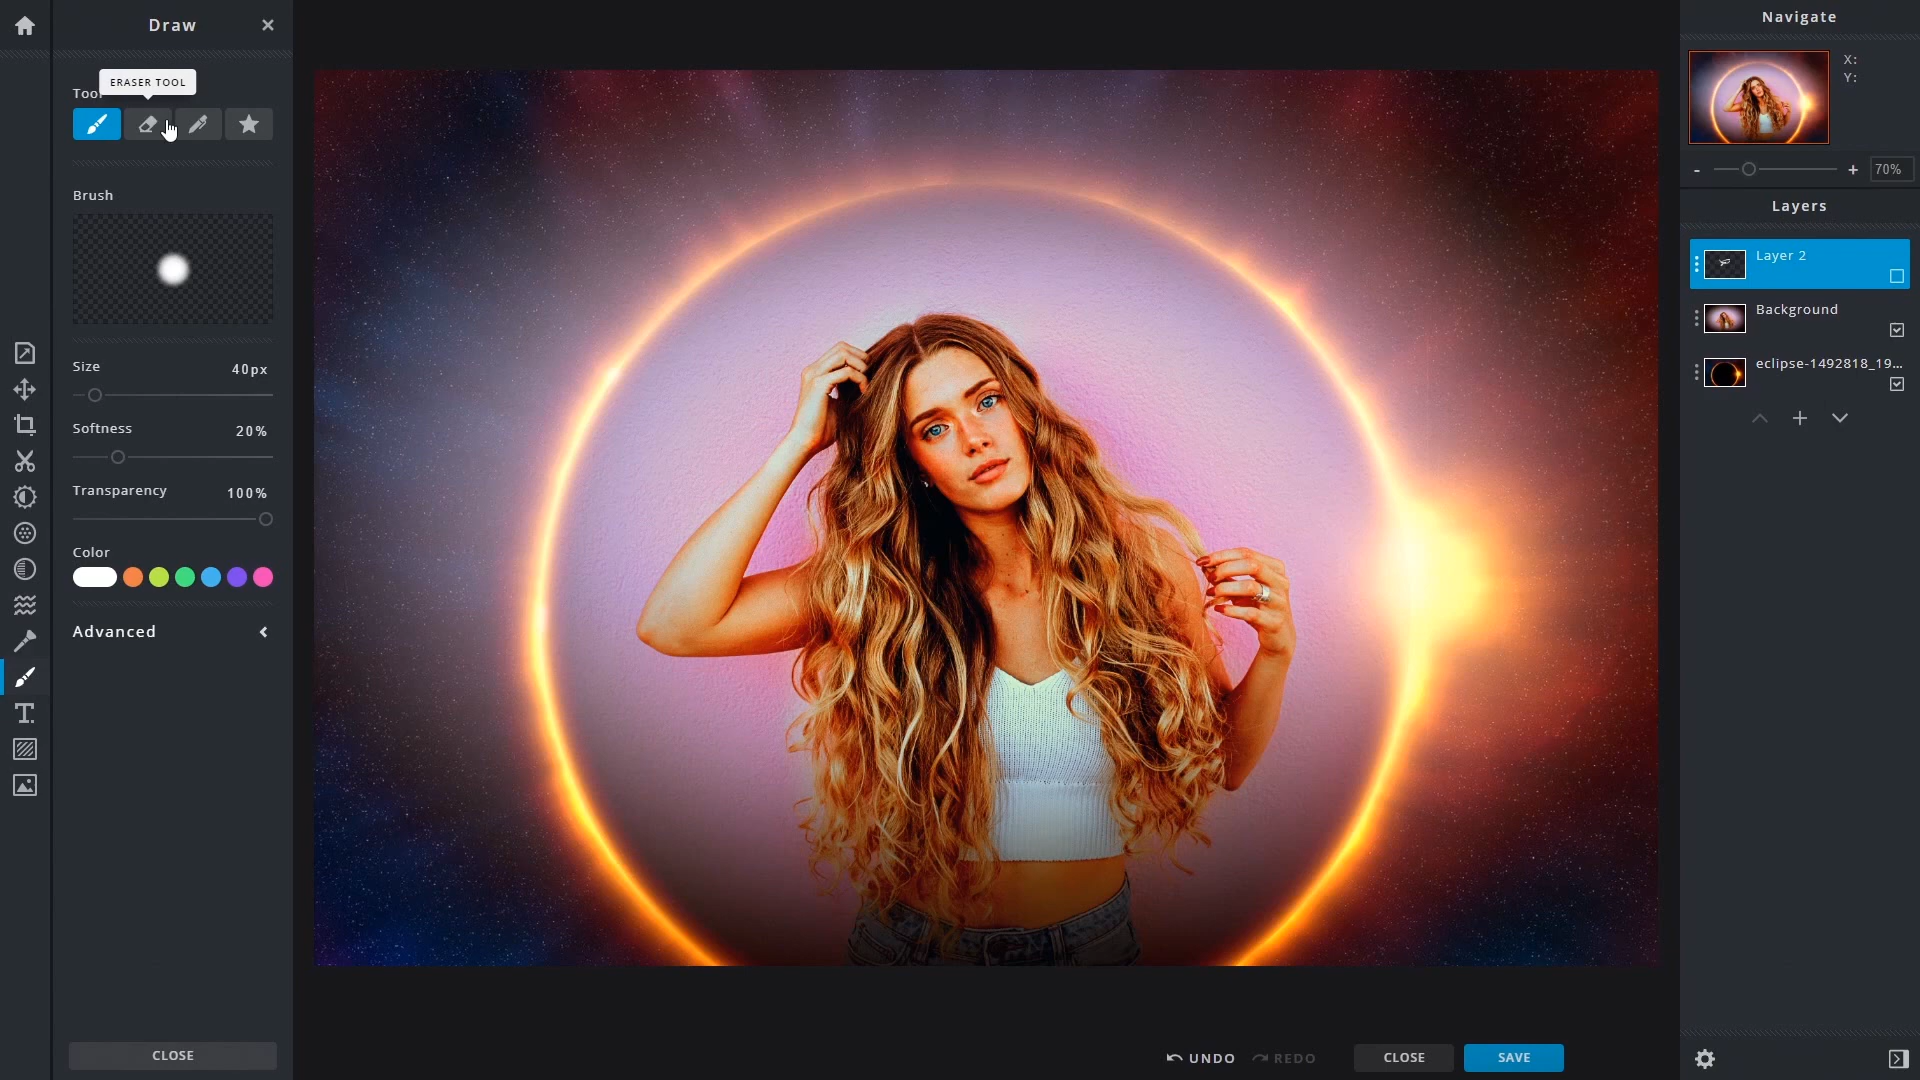 Draw
ERASER TOOL
Brush
Size
40px
Softness
20%
Transparency
100%
Color
Advanced
CLOSE
UNDO
REDO
CLOSE
SAVE
Navigate
X:
Y:
-
+
70%
Layers
Layer 2
Background
eclipse-1492818_19...